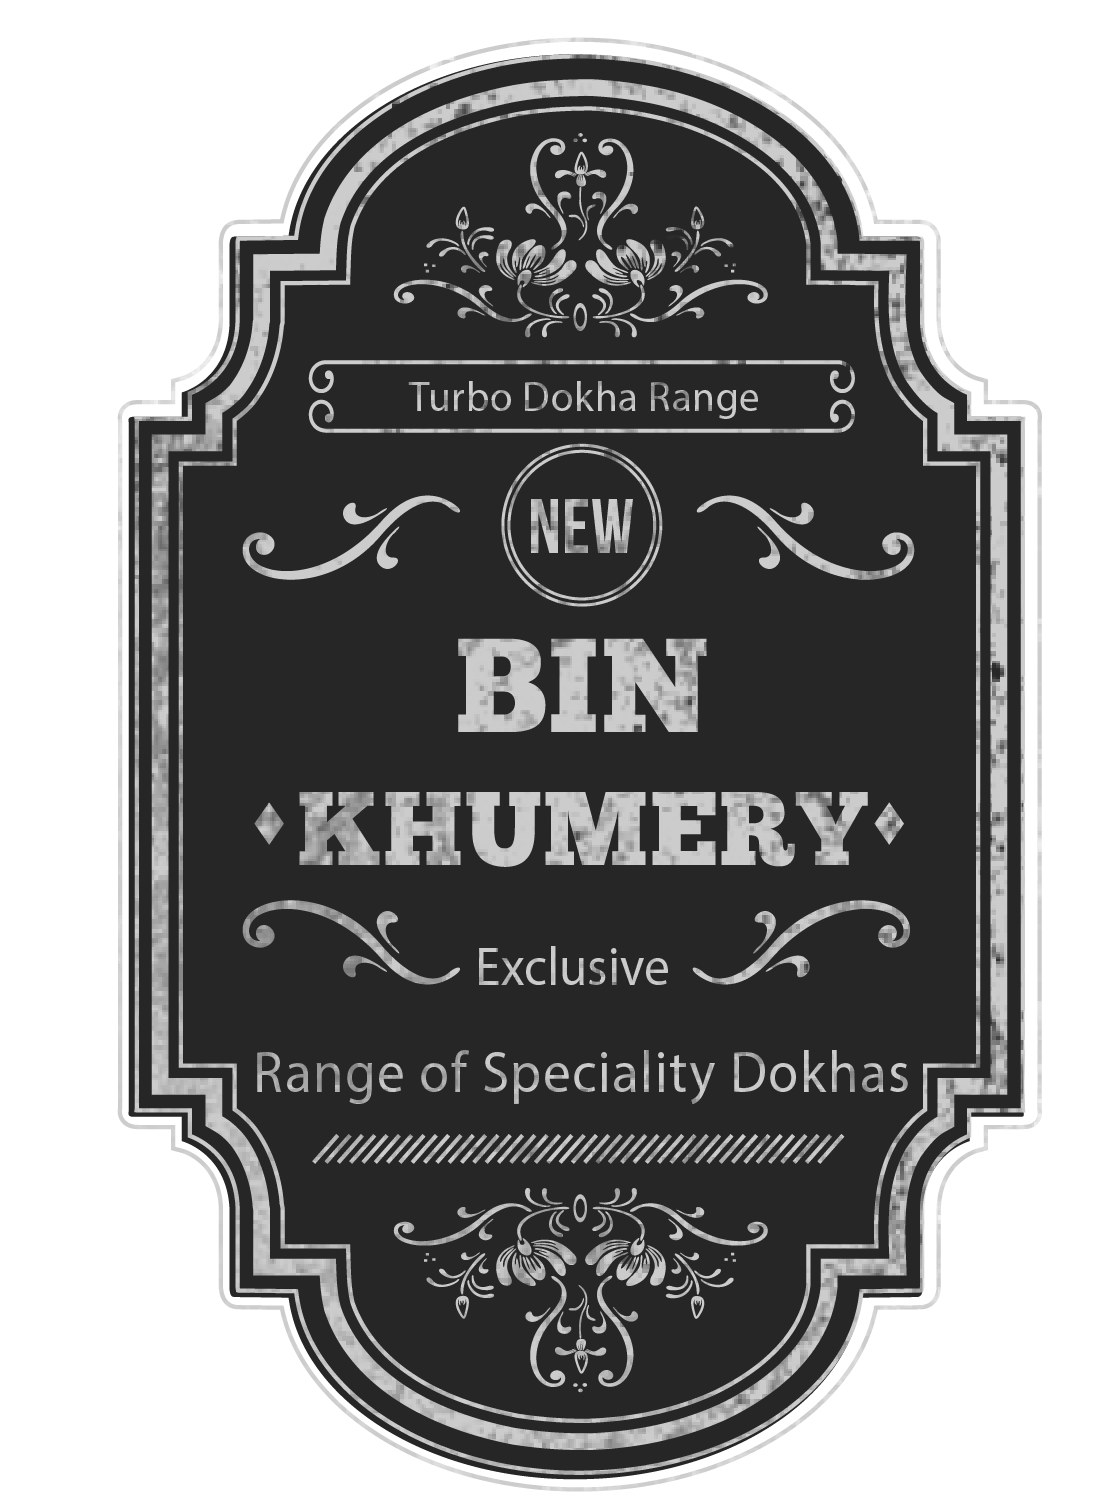 Turbo Dokha Range
NEW
BIN
KHUMERY
Exclusive
Range of Speciality Dokhas